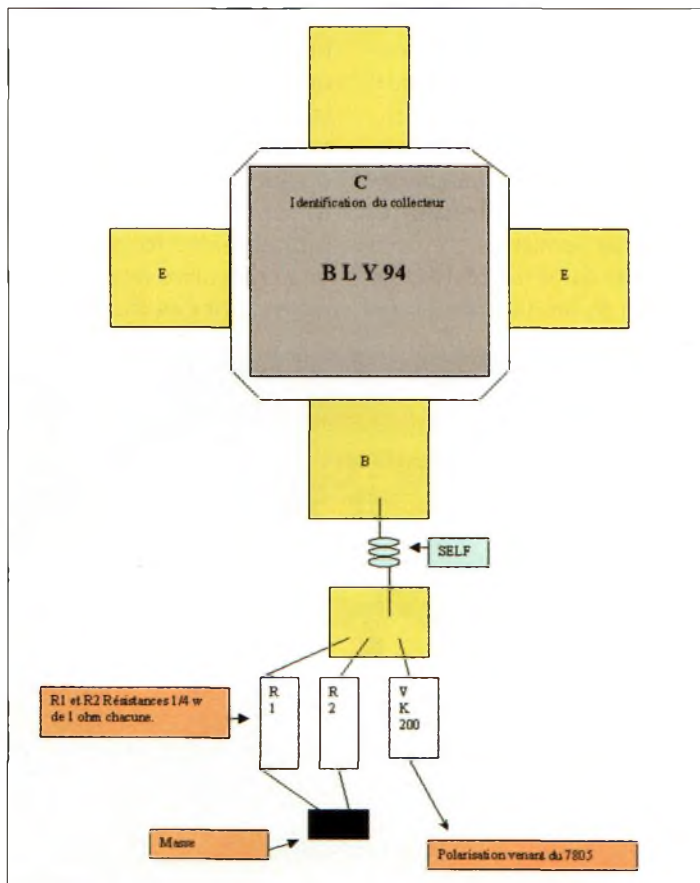 C
Identification du collecteur
E
BLY94
E
B
SELF
R1 et R2 Résistances 1/4 w
de 1 ohm chacune.
R
1
R
2
V
K
200
Masse
Polarisation venant du 7805